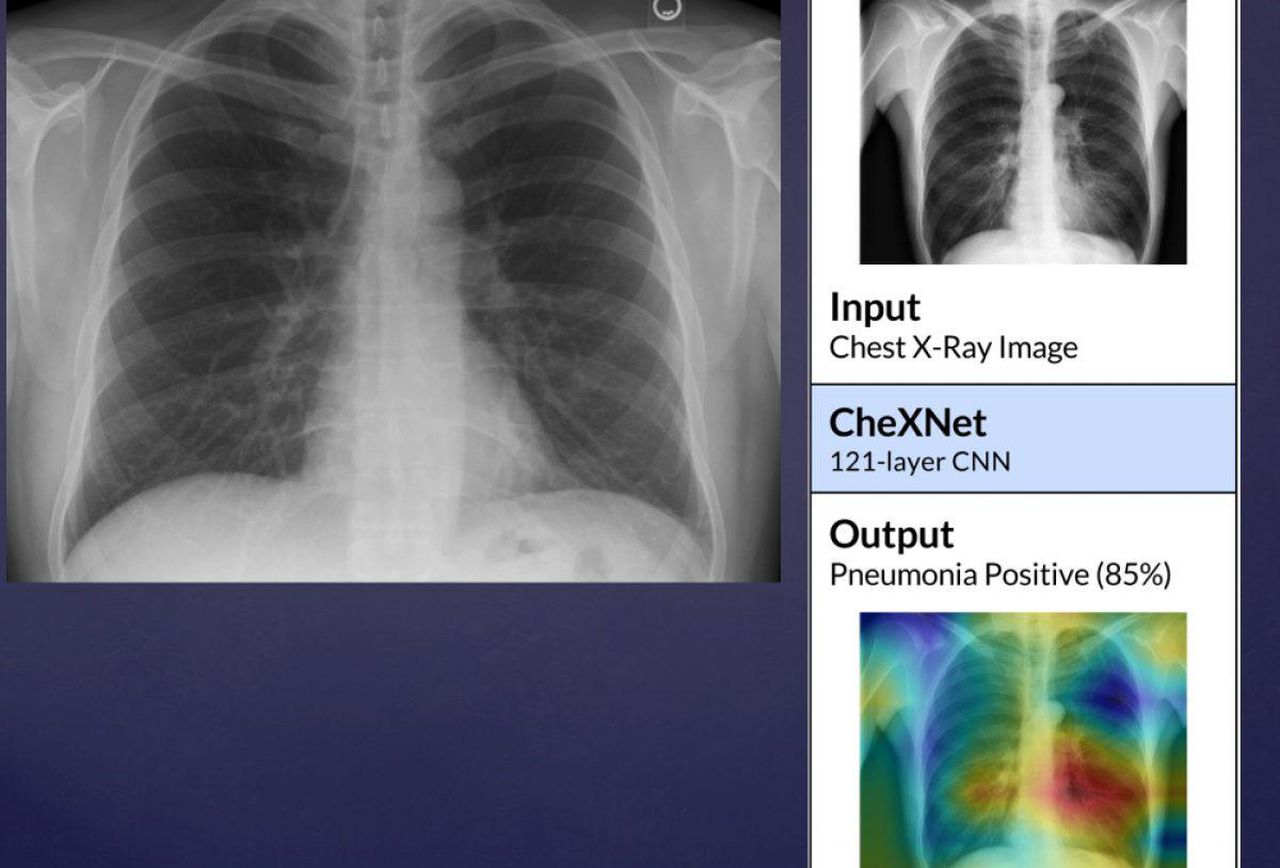 Input
Chest X-Ray Image
CheXNet
121-layer CNN
Output
Pneumonia Positive (85%)